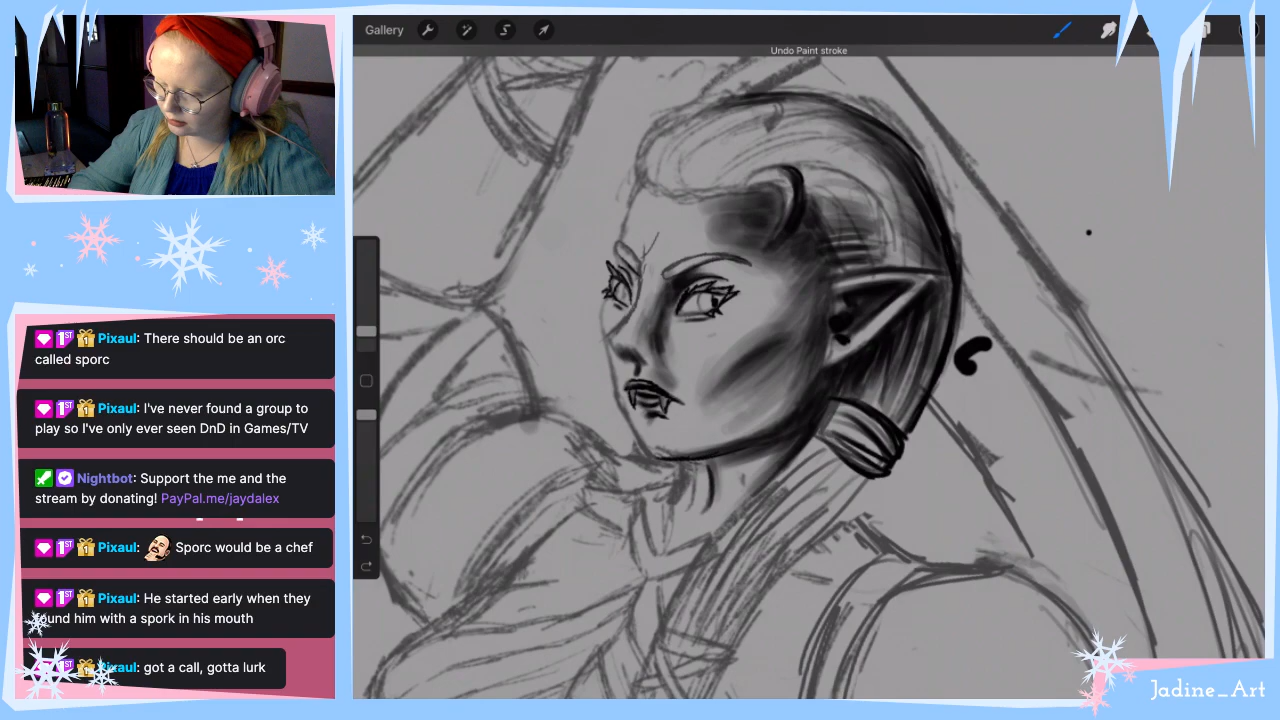 Gallery
Undo Paint stroke
Pixaul: There should be an orc
called sporc
Pixaul: I've never found a group to
play so I've only ever seen DnD in Games/TV
Nightbot: Support the me and the
stream by donating! PayPal.me/jaydalex
Pixaul: Sporc would be a chef
Pixaul: He started early when they
found him with a spork in his mouth
Pixaul: got a call, gotta lurk
Jadine_Art